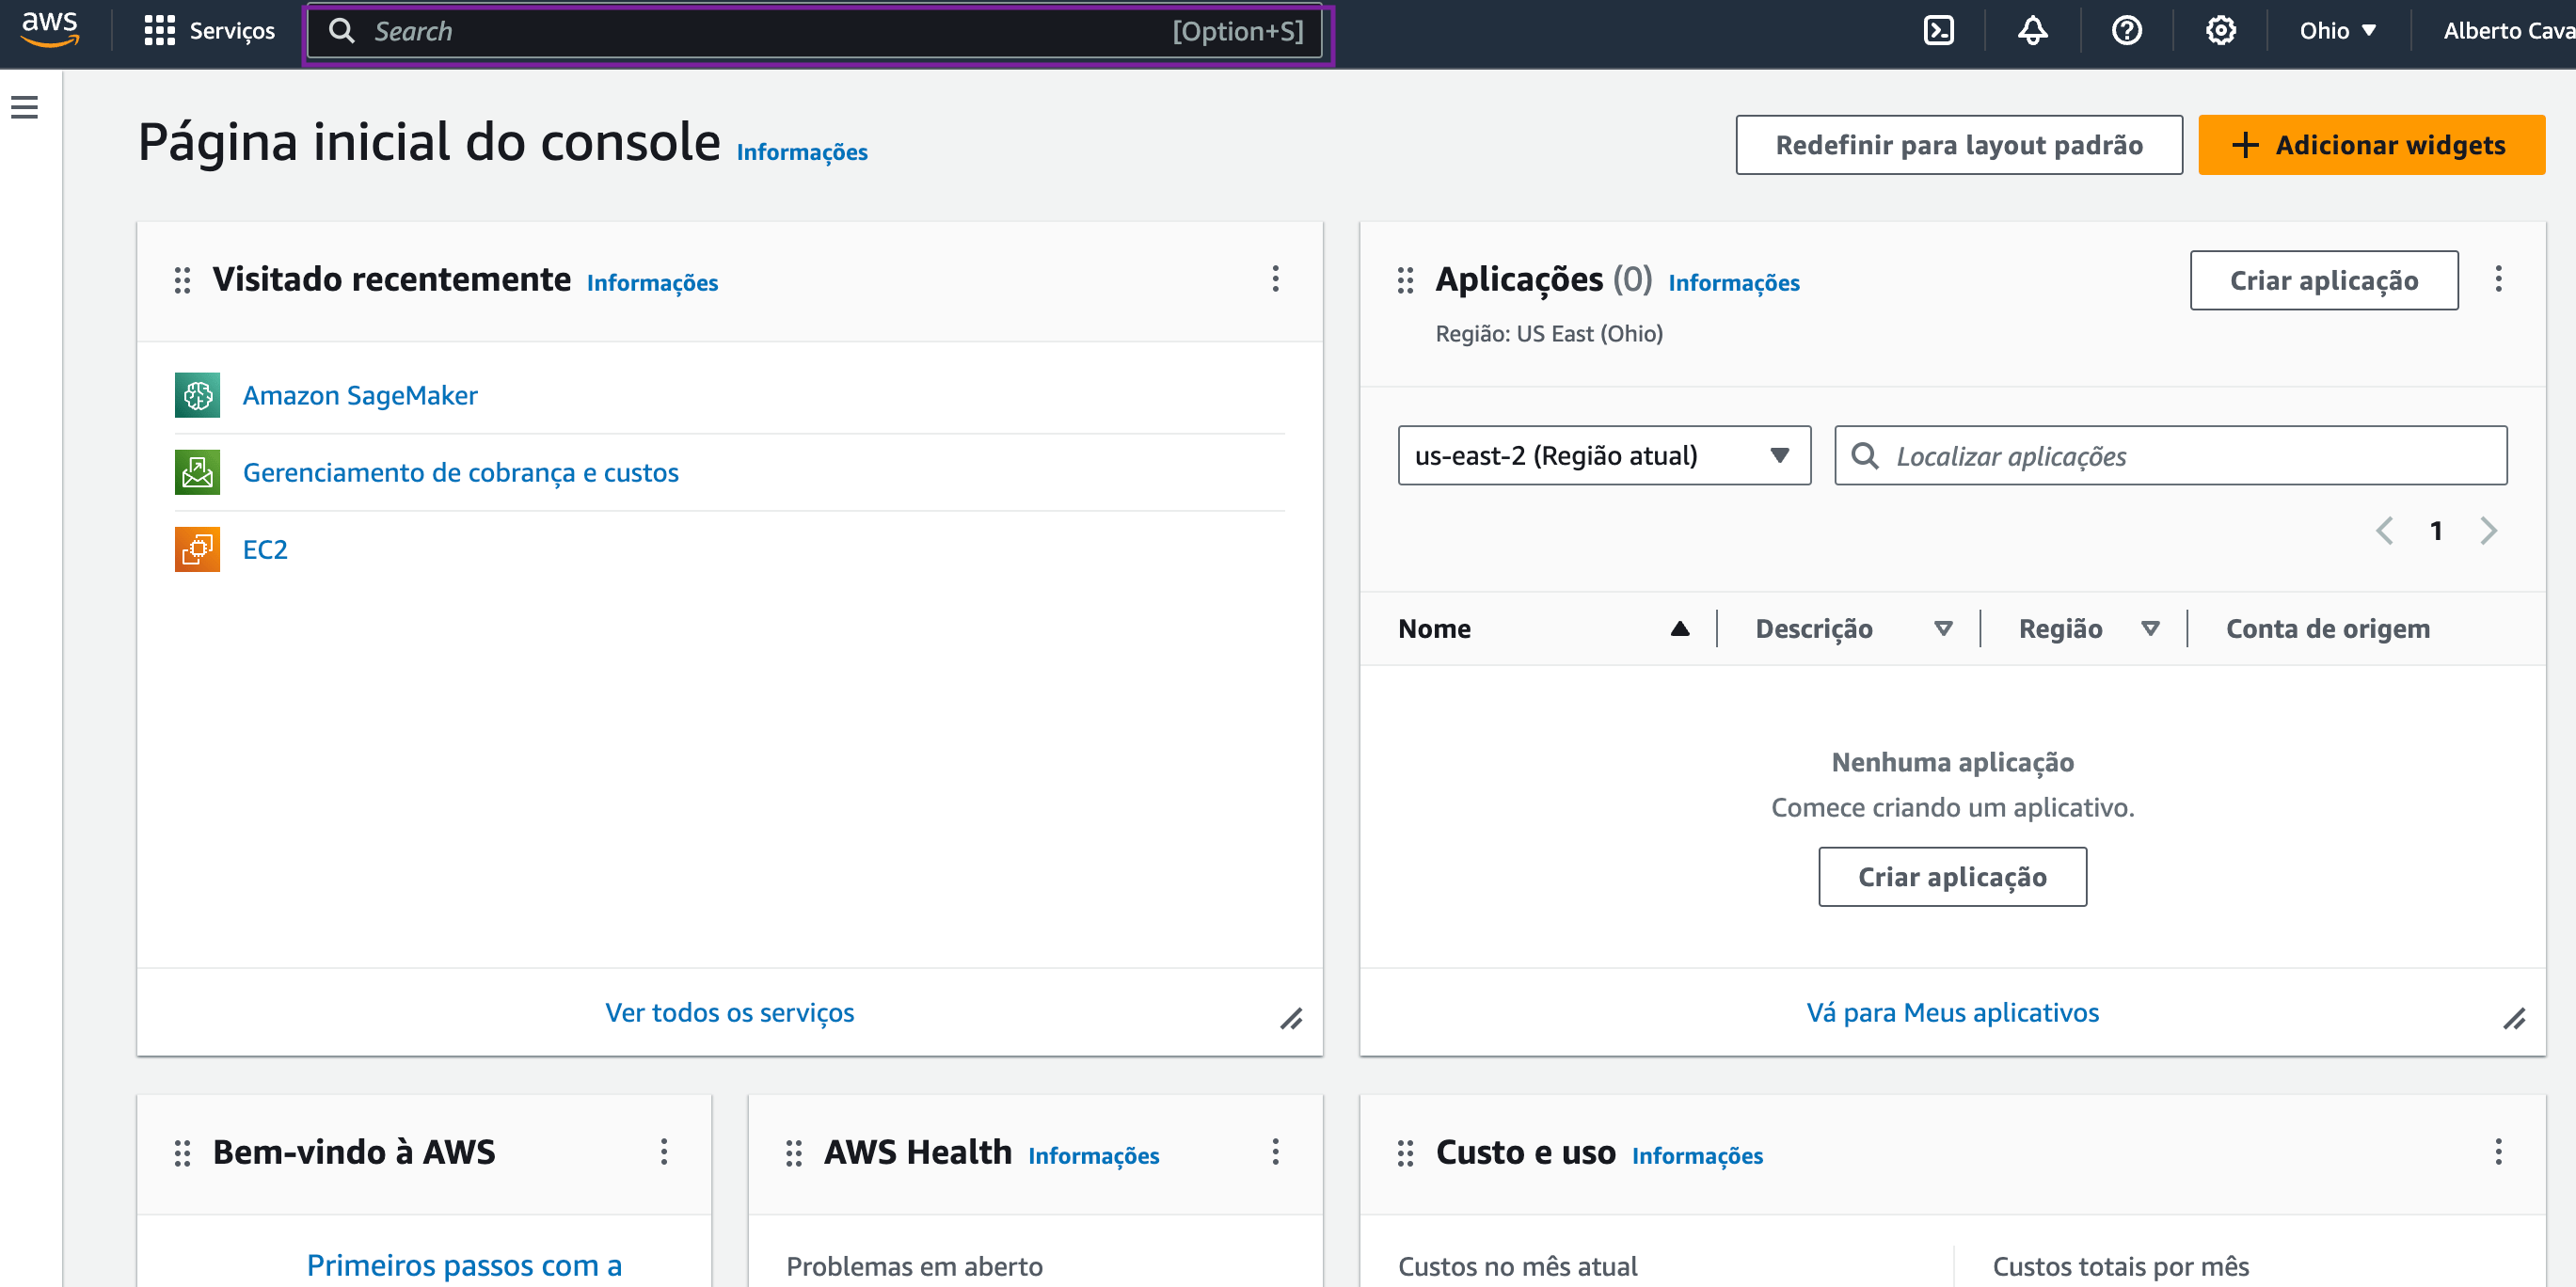 aws
Serviços
Search [Option+S]
Ohio
Alberto Cava
Página inicial do console Informações
Redefinir para layout padrão
Adicionar widgets
Visitado recentemente Informações
Amazon SageMaker
Gerenciamento de cobrança e custos
EC2
Ver todos os serviços
Aplicações (0) Informações
Região: US East (Ohio)
Criar aplicação
us-east-2 (Região atual)
Localizar aplicações
1
Nome Descrição Região Conta de origem
Nenhuma aplicação
Comece criando um aplicativo.
Criar aplicação
Vá para Meus aplicativos
Bem-vindo à AWS
Primeiros passos com a
AWS Health Informações
Problemas em aberto
Custo e uso Informações
Custos no mês atual
Custos totais por mês